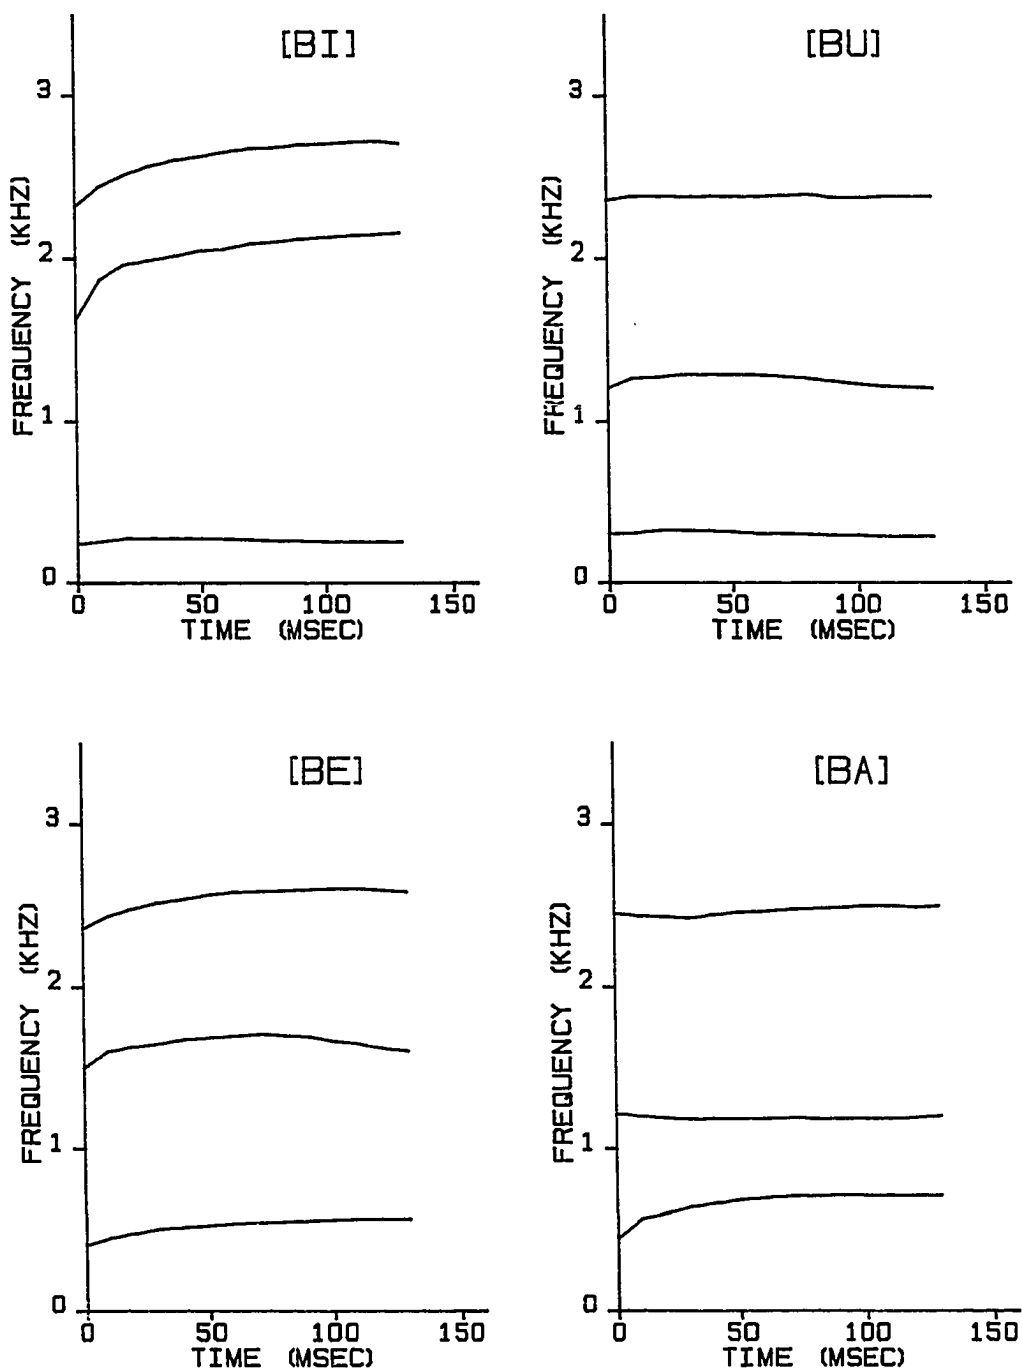 [BI]
3
2
1
0
FREQUENCY (KHZ)
0 50 100 150
TIME (MSEC)
[BU]
3
2
1
0
FREQUENCY (KHZ)
0 50 100 150
TIME (MSEC)
[BE]
3
2
1
0
FREQUENCY (KHZ)
0 50 100 150
TIME (MSEC)
[BA]
3
2
1
0
FREQUENCY (KHZ)
0 50 100 150
TIME (MSEC)